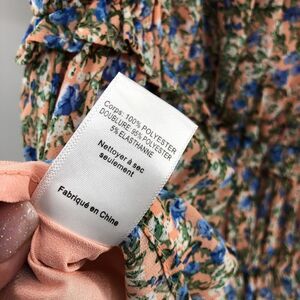 Corps: 100% POLYESTER
DOUBLURE: 95% POLYESTER
5% ELASTHANNE
Nettoyer à sec
seulement
Fabriqué en Chine